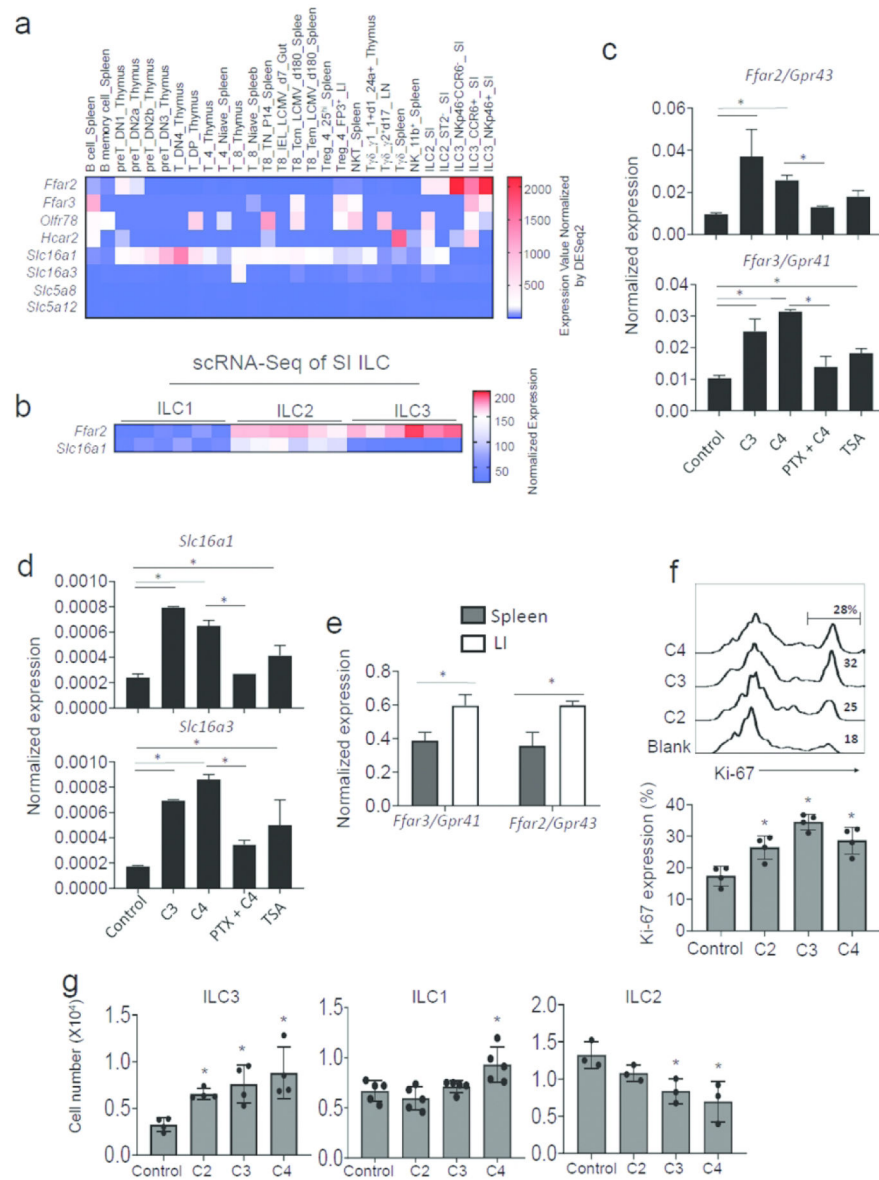 a
B cell_Spleen
B memory cell_Spleen
preT_DN1_Thymus
preT_DN2a_Thymus
preT_DN2b_Thymus
preT_DN3_Thymus
T_DN4_Thymus
T_DP_Thymus
T_4_Thymus
T_4_Niave_Spleen
T_8_Thymus
T_8_Niave_Spleeb
T8_TN_P14_Spleen
T8_IEL_LCMV_d7_Gut
T8_Tcm_LCMV_d180_Splee
T8_Tem_LCMV_d180_Spleen
Treg_4_25ʰⁱ_Spleen
Treg_4_FP3⁺_LI
NKT_Spleen
Tγδ_γ1_1+d1_24a+_Thymus
Tγδ_γ2⁺d17_LN
Tγδ_Spleen
NK_11b⁺_Spleen
ILC2_SI
ILC2_ST2⁻_SI
ILC3_NKp46⁻CCR6⁻_SI
ILC3_CCR6+_SI
ILC3_NKp46+_SI
Ffar2
Ffar3
Olfr78
Hcar2
Slc16a1
Slc16a3
Slc5a8
Slc5a12
2000
1500
1000
500
Expression Value Normalized
by DESeq2
scRNA-Seq of SI ILC
b
ILC1 ILC2 ILC3
Ffar2
Slc16a1
200
150
100
50
Normalized Expression
c
Ffar2/Gpr43
0.06
0.04
0.02
0.00
* *
Ffar3/Gpr41
0.04
0.03
0.02
0.01
0.00
* * * *
Normalized expression
Control C3 C4 PTX + C4 TSA
d
Slc16a1
0.0010
0.0008
0.0006
0.0004
0.0002
0.0000
* * *
Slc16a3
0.0010
0.0008
0.0006
0.0004
0.0002
0.0000
* * * *
Normalized expression
Control C3 C4 PTX + C4 TSA
e
Spleen
LI
Normalized expression
0.8
0.6
0.4
0.2
0.0
* *
Ffar3/Gpr41 Ffar2/Gpr43
f
28%
C4
32
C3
25
C2
18
Blank
Ki-67
Ki-67 expression (%)
40
30
20
10
0
* * *
Control C2 C3 C4
g
Cell number (X10⁴)
ILC3
1.5
1.0
0.5
0.0
* * *
Control C2 C3 C4
ILC1
1.5
1.0
0.5
0.0
*
Control C2 C3 C4
ILC2
2.0
1.5
1.0
0.5
0.0
* *
Control C2 C3 C4